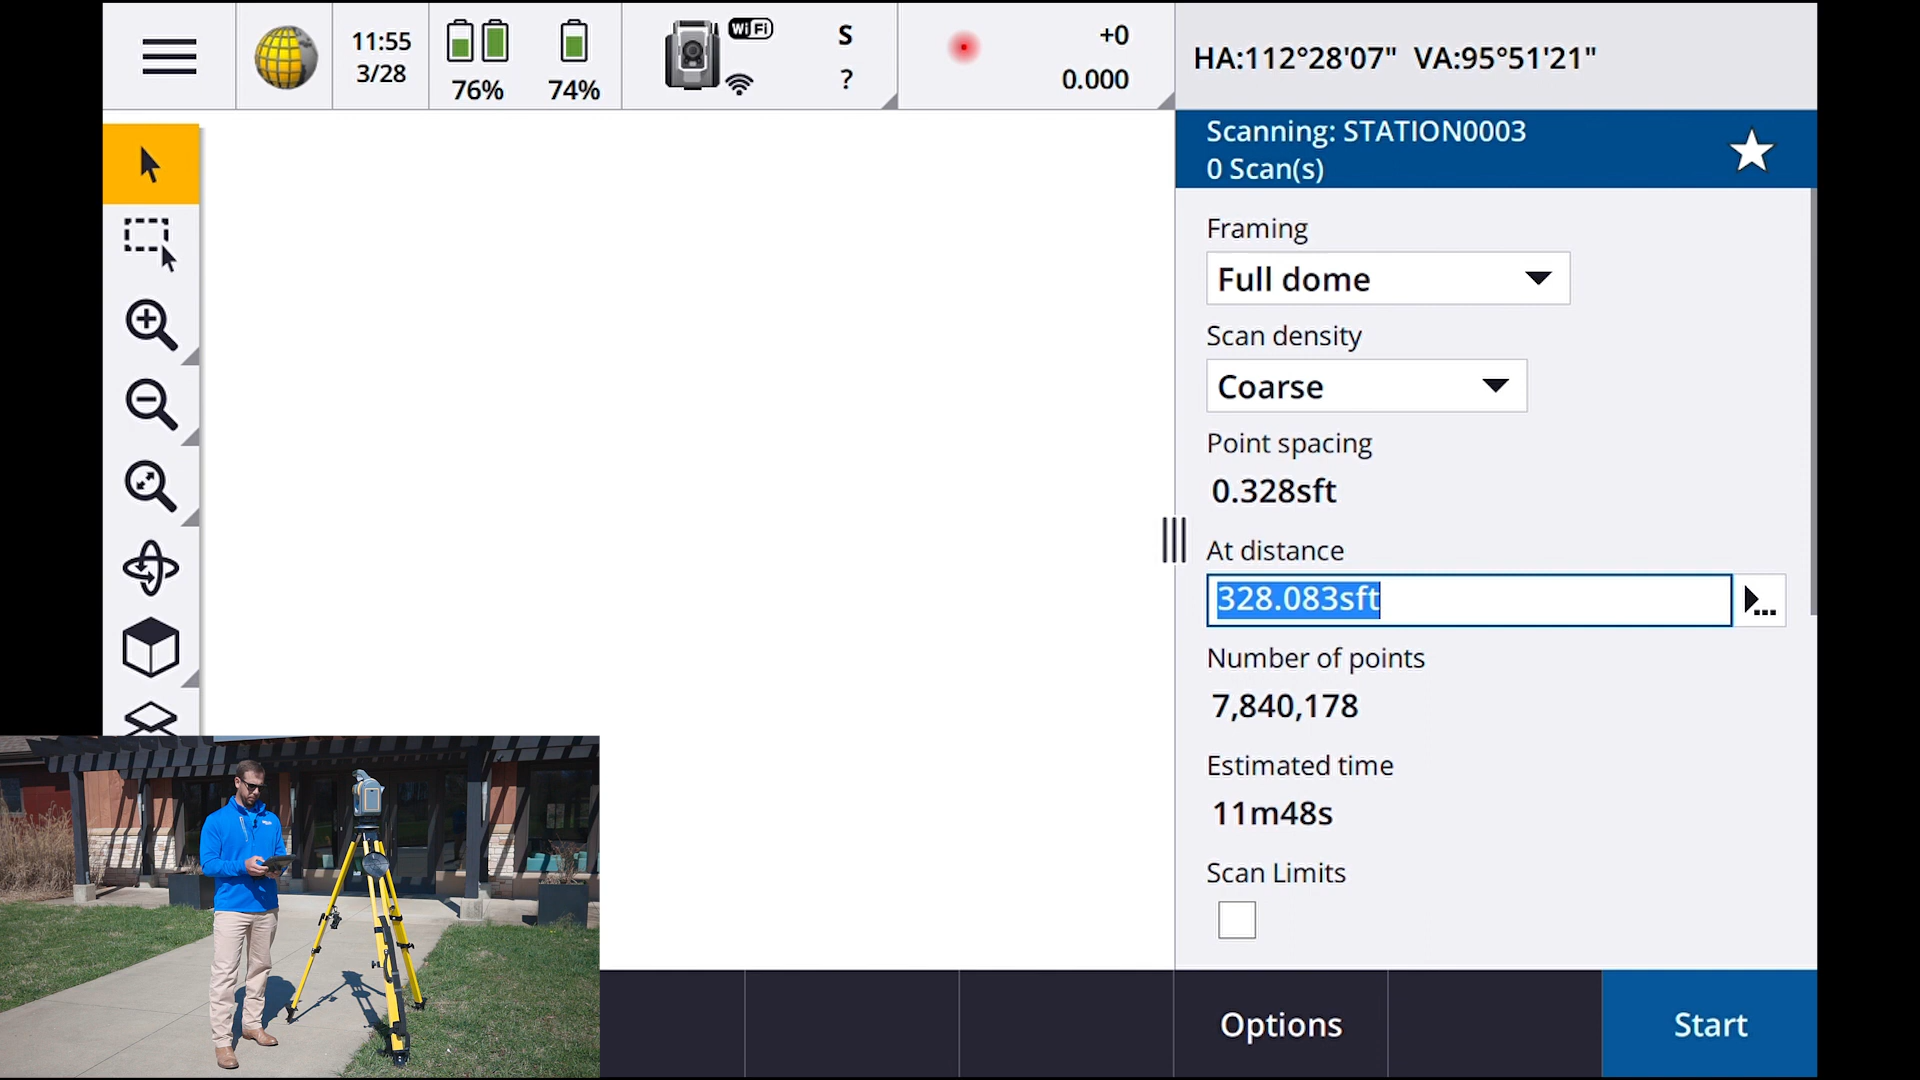 11:55
3/28
76%
74%
WiFi
S
?
+0
0.000
HA:112°28'07" VA:95°51'21"
Scanning: STATION0003
0 Scan(s)
Framing
Full dome
Scan density
Coarse
Point spacing
0.328sft
At distance
328.083sft
Number of points
7,840,178
Estimated time
11m48s
Scan Limits
Options
Start